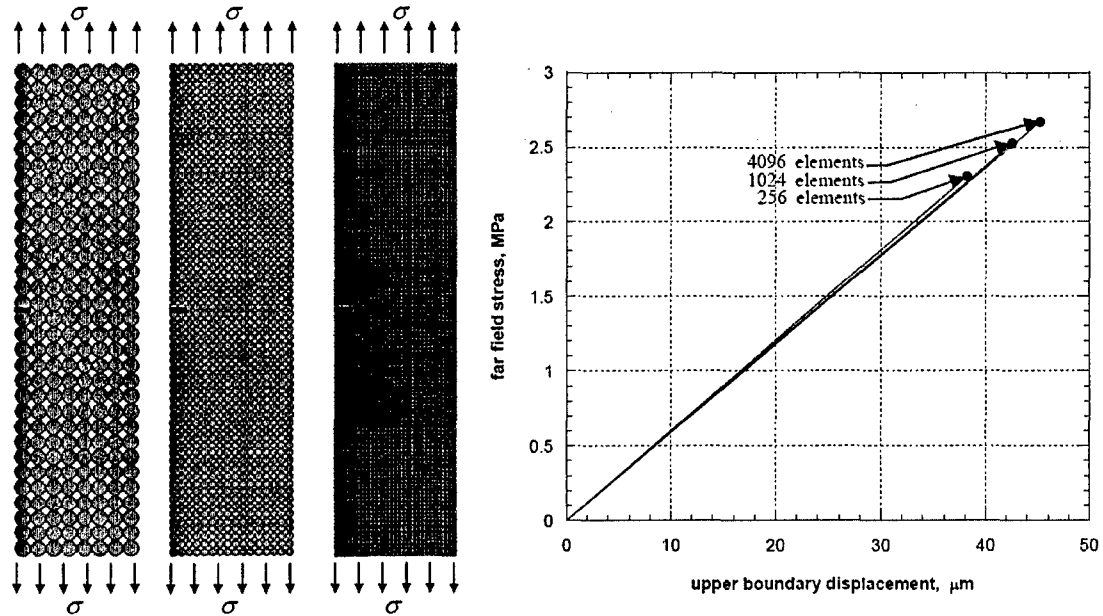 σ σ σ
σ σ σ
3
2.5
2
1.5
1
0.5
0
0 10 20 30 40 50
4096 elements
1024 elements
256 elements
far field stress, MPa
upper boundary displacement, μm